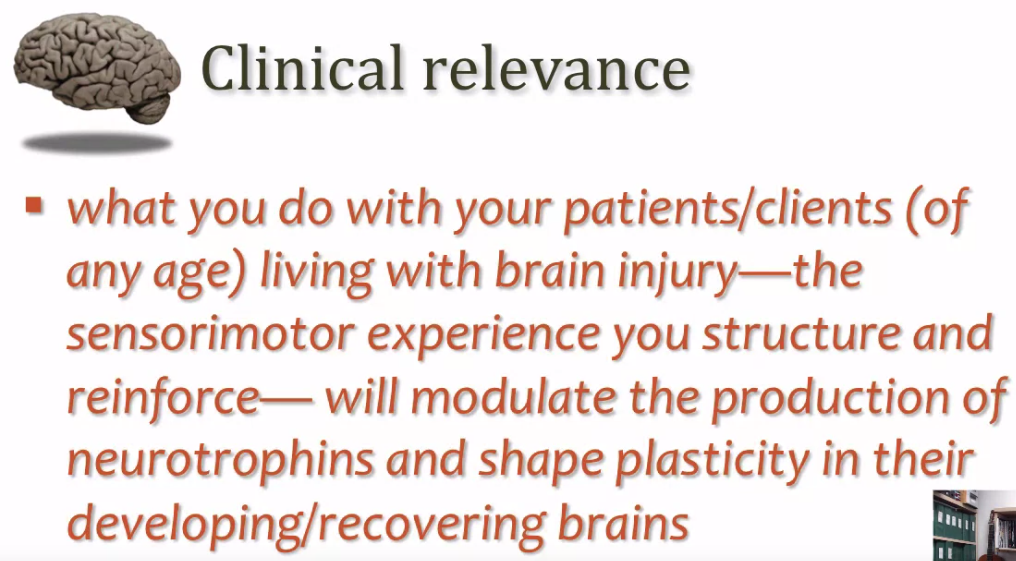 Clinical relevance
▪ what you do with your patients/clients (of
any age) living with brain injury—the
sensorimotor experience you structure and
reinforce— will modulate the production of
neurotrophins and shape plasticity in their
developing/recovering brains